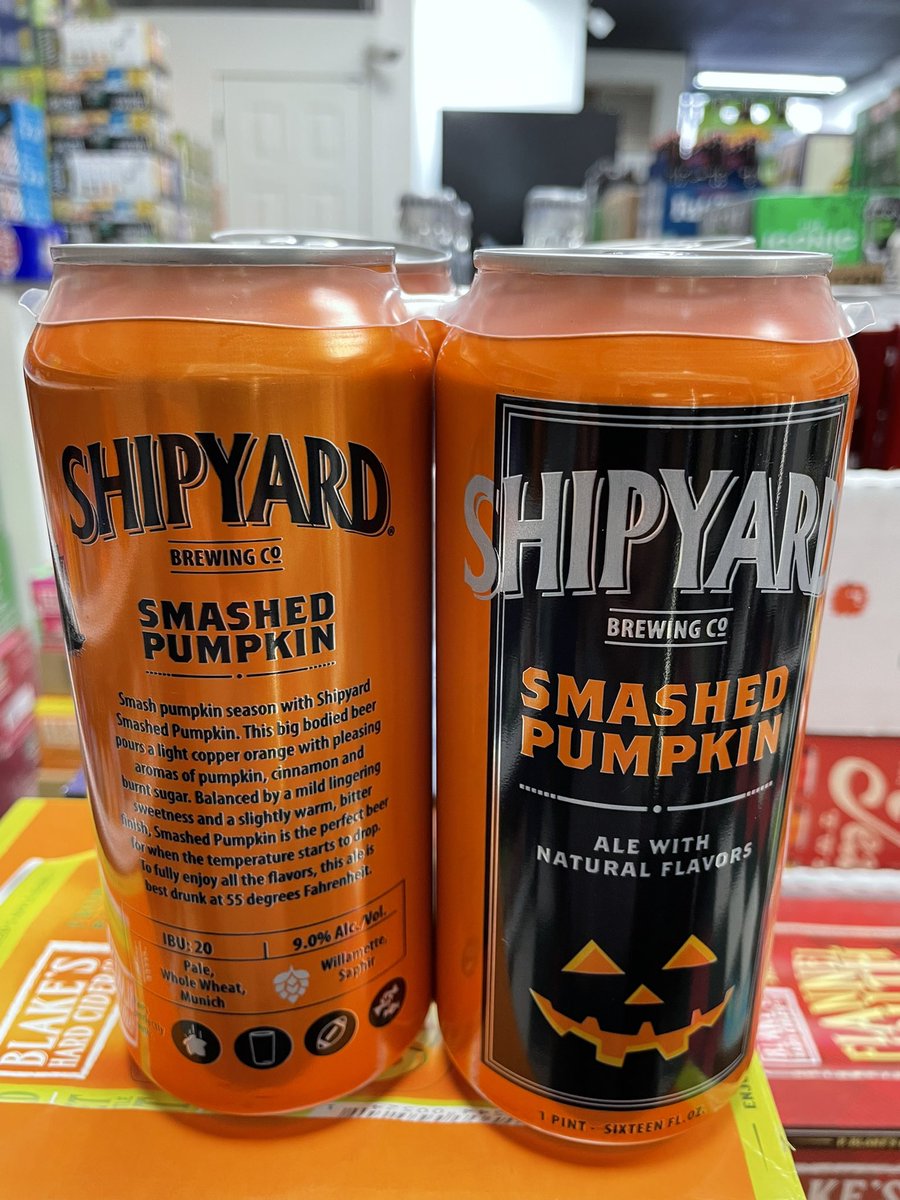 SHIPYARD®
BREWING Cº
SMASHED
PUMPKIN
Smash pumpkin season with Shipyard
Smashed Pumpkin. This big bodied beer
pours a light copper orange with pleasing
aromas of pumpkin, cinnamon and
burnt sugar. Balanced by a mild lingering
sweetness and a slightly warm, bitter
finish, Smashed Pumpkin is the perfect beer
for when the temperature starts to drop.
To fully enjoy all the flavors, this ale is
best drunk at 55 degrees Fahrenheit.
IBU: 20 | 9.0% Alc./Vol.
Pale,
Whole Wheat,
Munich
Willamette,
Saphir
SHIPYARD
BREWING Cº
SMASHED
PUMPKIN
ALE WITH
NATURAL FLAVORS
1 PINT - SIXTEEN FL. OZ.
BLAKE'S
HARD CIDER